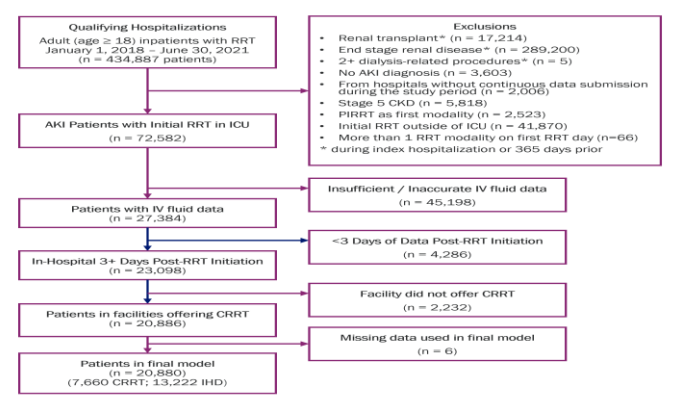 Qualifying Hospitalizations
Adult (age ≥ 18) inpatients with RRT
January 1, 2018 – June 30, 2021
(n = 434,887 patients)
Exclusions
• Renal transplant* (n = 17,214)
• End stage renal disease* (n = 289,200)
• 2+ dialysis-related procedures* (n = 5)
• No AKI diagnosis (n = 3,603)
• From hospitals without continuous data submission
during the study period (n = 2,006)
• Stage 5 CKD (n = 5,818)
• PIRRT as first modality (n = 2,523)
• Initial RRT outside of ICU (n = 41,870)
• More than 1 RRT modality on first RRT day (n=66)
* during index hospitalization or 365 days prior
AKI Patients with Initial RRT in ICU
(n = 72,582)
Insufficient / Inaccurate IV fluid data
(n = 45,198)
Patients with IV fluid data
(n = 27,384)
<3 Days of Data Post-RRT Initiation
(n = 4,286)
In-Hospital 3+ Days Post-RRT Initiation
(n = 23,098)
Facility did not offer CRRT
(n = 2,232)
Patients in facilities offering CRRT
(n = 20,886)
Missing data used in final model
(n = 6)
Patients in final model
(n = 20,880)
(7,660 CRRT; 13,222 IHD)